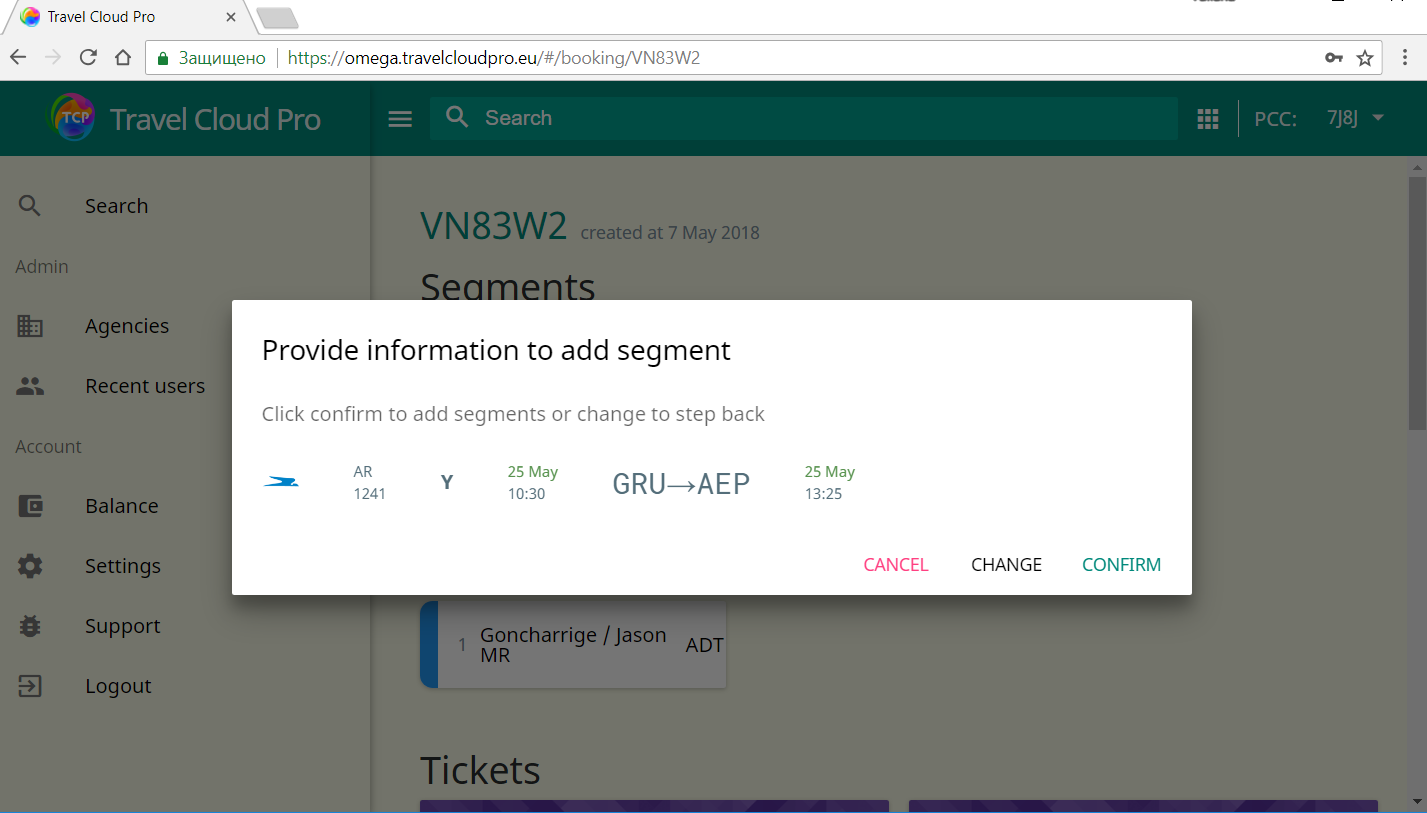 Travel Cloud Pro
Защищено
https://omega.travelcloudpro.eu/#/booking/VN83W2
TCP
Travel Cloud Pro
Search
PCC:
7J8J
Search
Admin
Agencies
Recent users
Account
Balance
Settings
Support
Logout
VN83W2 created at 7 May 2018
Segments
Provide information to add segment
Click confirm to add segments or change to step back
AR
1241
Y
25 May
10:30
GRU→AEP
25 May
13:25
CANCEL
CHANGE
CONFIRM
1
Goncharrige / Jason
MR
ADT
Tickets